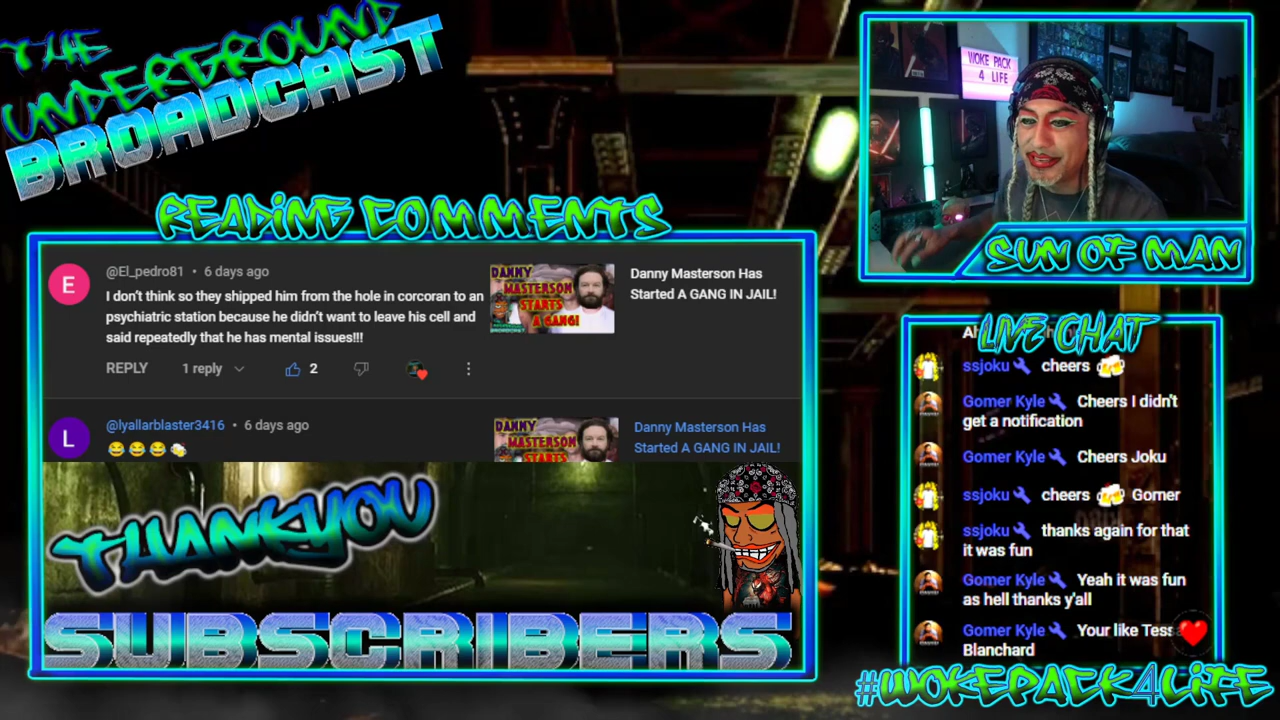 THE
UNDERGROUND
BROADCAST
READING COMMENTS
@El_pedro81 • 6 days ago
I don't think so they shipped him from the hole in corcoran to an
psychiatric station because he didn't want to leave his cell and
said repeatedly that he has mental issues!!!
REPLY 1 reply 2
DANNY
MASTERSON
STARTS
A GANG!
Danny Masterson Has
Started A GANG IN JAIL!
@lyallarblaster3416 • 6 days ago
😂😂😂🍻
DANNY
MASTERSON
STARTS
Danny Masterson Has
Started A GANG IN JAIL!
THANKYOU
SUBSCRIBERS
WOKE PACK
4 LIFE
SUN OF MAN
LIVE CHAT
ssjoku cheers 🍻
Gomer Kyle Cheers I didn't
get a notification
Gomer Kyle Cheers Joku
ssjoku cheers 🍻 Gomer
ssjoku thanks again for that
it was fun
Gomer Kyle Yeah it was fun
as hell thanks y'all
Gomer Kyle Your like Tess
Blanchard
#WOKEPACK4LIFE